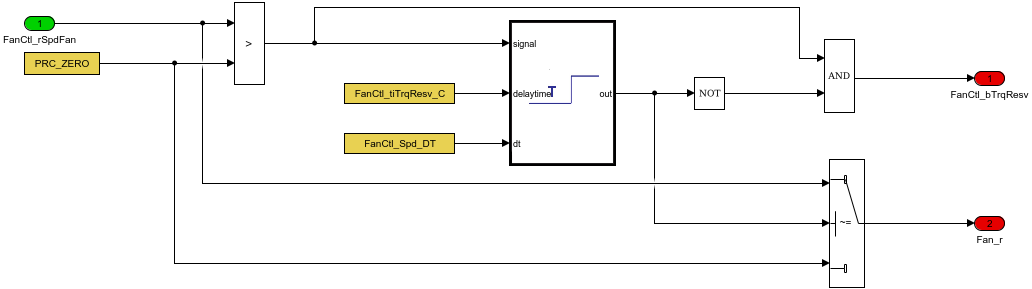 1
FanCtl_rSpdFan
PRC_ZERO
>
signal
FanCtl_tiTrqResv_C
delaytime
T
out
FanCtl_Spd_DT
dt
NOT
AND
1
FanCtl_bTrqResv
~=
2
Fan_r